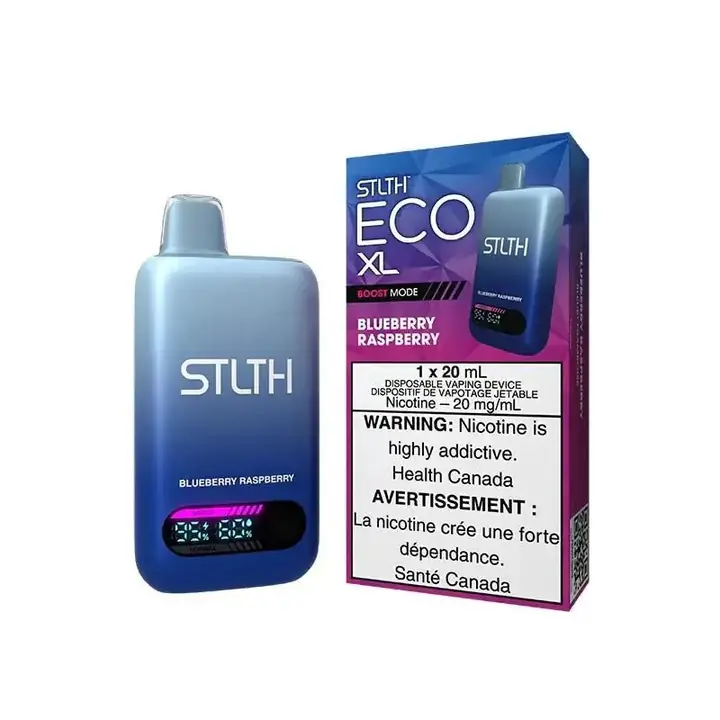 STLTH
BLUEBERRY RASPBERRY
80%
STLTH
ECO
XL
BOOST MODE
BLUEBERRY
RASPBERRY
STLTH
BLUEBERRY RASPBERRY
1 x 20 mL
DISPOSABLE VAPING DEVICE
DISPOSITIF DE VAPOTAGE JETABLE
Nicotine – 20 mg/mL
WARNING: Nicotine is
highly addictive.
Health Canada
AVERTISSEMENT :
La nicotine crée une forte
dépendance.
Santé Canada
BLUEBERRY RASPBERRY